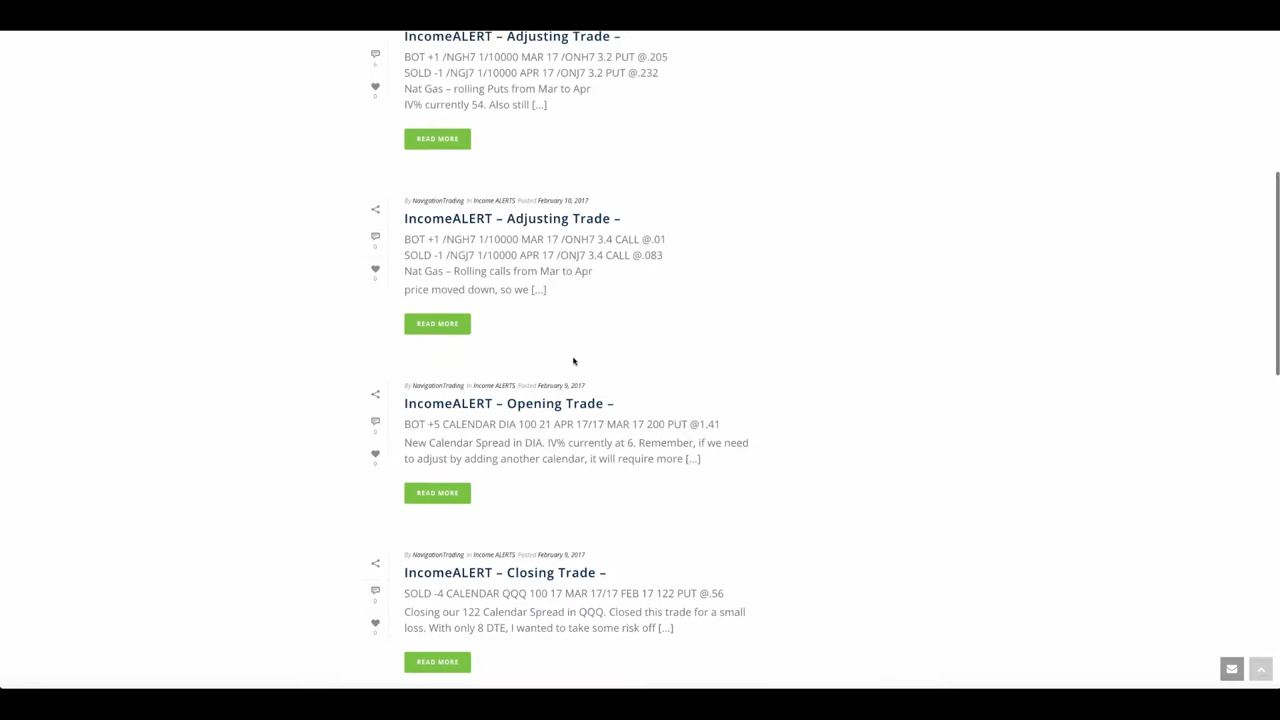 IncomeALERT – Adjusting Trade –
6
BOT +1 /NGH7 1/10000 MAR 17 /ONH7 3.2 PUT @.205
SOLD -1 /NGJ7 1/10000 APR 17 /ONJ7 3.2 PUT @.232
Nat Gas – rolling Puts from Mar to Apr
0
IV% currently 54. Also still [...]
READ MORE
By NavigationTrading In Income ALERTS Posted February 10, 2017
IncomeALERT – Adjusting Trade –
0
BOT +1 /NGH7 1/10000 MAR 17 /ONH7 3.4 CALL @.01
SOLD -1 /NGJ7 1/10000 APR 17 /ONJ7 3.4 CALL @.083
Nat Gas – Rolling calls from Mar to Apr
0
price moved down, so we [...]
READ MORE
By NavigationTrading In Income ALERTS Posted February 9, 2017
IncomeALERT – Opening Trade –
0
BOT +5 CALENDAR DIA 100 21 APR 17/17 MAR 17 200 PUT @1.41
New Calendar Spread in DIA. IV% currently at 6. Remember, if we need
0
to adjust by adding another calendar, it will require more [...]
READ MORE
By NavigationTrading In Income ALERTS Posted February 9, 2017
IncomeALERT – Closing Trade –
0
SOLD -4 CALENDAR QQQ 100 17 MAR 17/17 FEB 17 122 PUT @.56
Closing our 122 Calendar Spread in QQQ. Closed this trade for a small
0
loss. With only 8 DTE, I wanted to take some risk off [...]
READ MORE